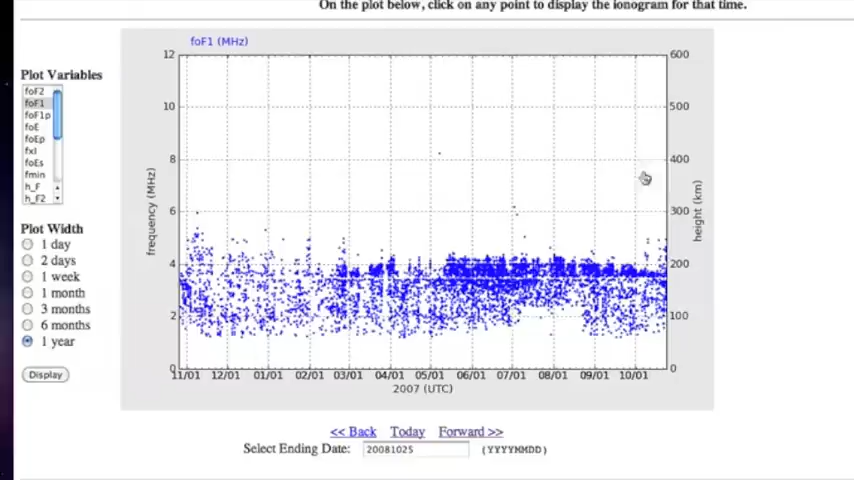 On the plot below, click on any point to display the ionogram for that time.
foF1 (MHz)
Plot Variables
foF2
foF1
foF1p
foE
foEp
fxI
foEs
fmin
h_F
h_F2
Plot Width
1 day
2 days
1 week
1 month
3 months
6 months
1 year
Display
frequency (MHz)
12
10
8
6
4
2
0
600
500
400
300
200
100
0
height (km)
11/01 12/01 01/01 02/01 03/01 04/01 05/01 06/01 07/01 08/01 09/01 10/01
2007 (UTC)
<< Back Today Forward >>
Select Ending Date: 20081025 (YYYYMMDD)